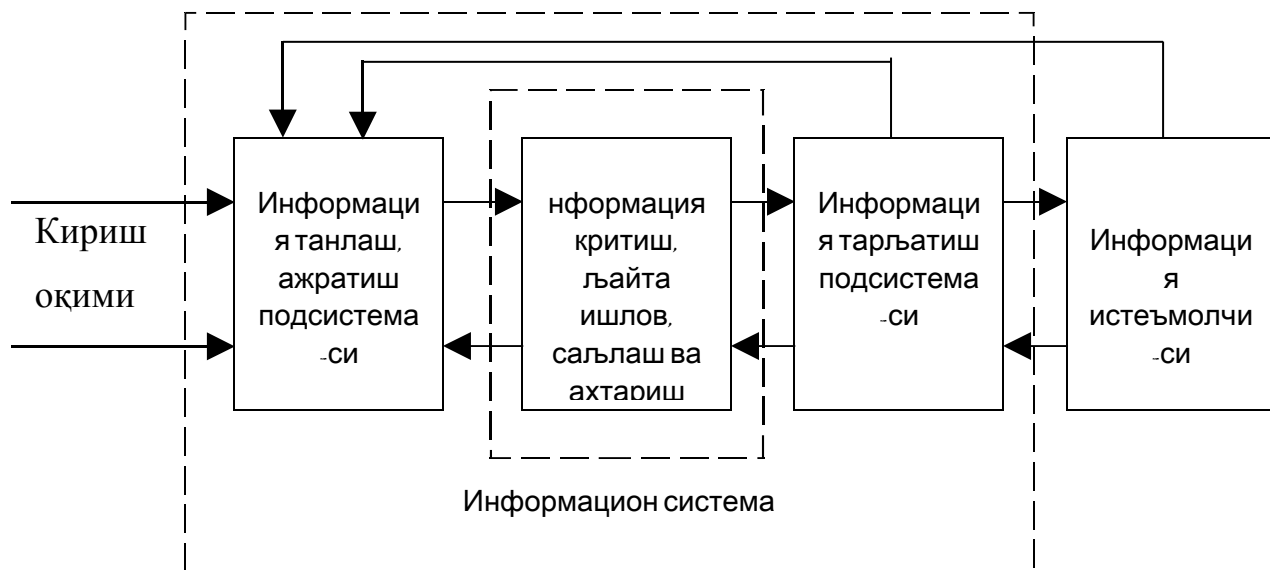 Кириш
оқими
Информаци
я танлаш,
ажратиш
подсистема
-си
нформация
критиш,
љайта
ишлов,
саљлаш ва
ахтариш
Информаци
я тарљатиш
подсистема
-си
Информаци
я
истеъмолчи
-си
Информацион система